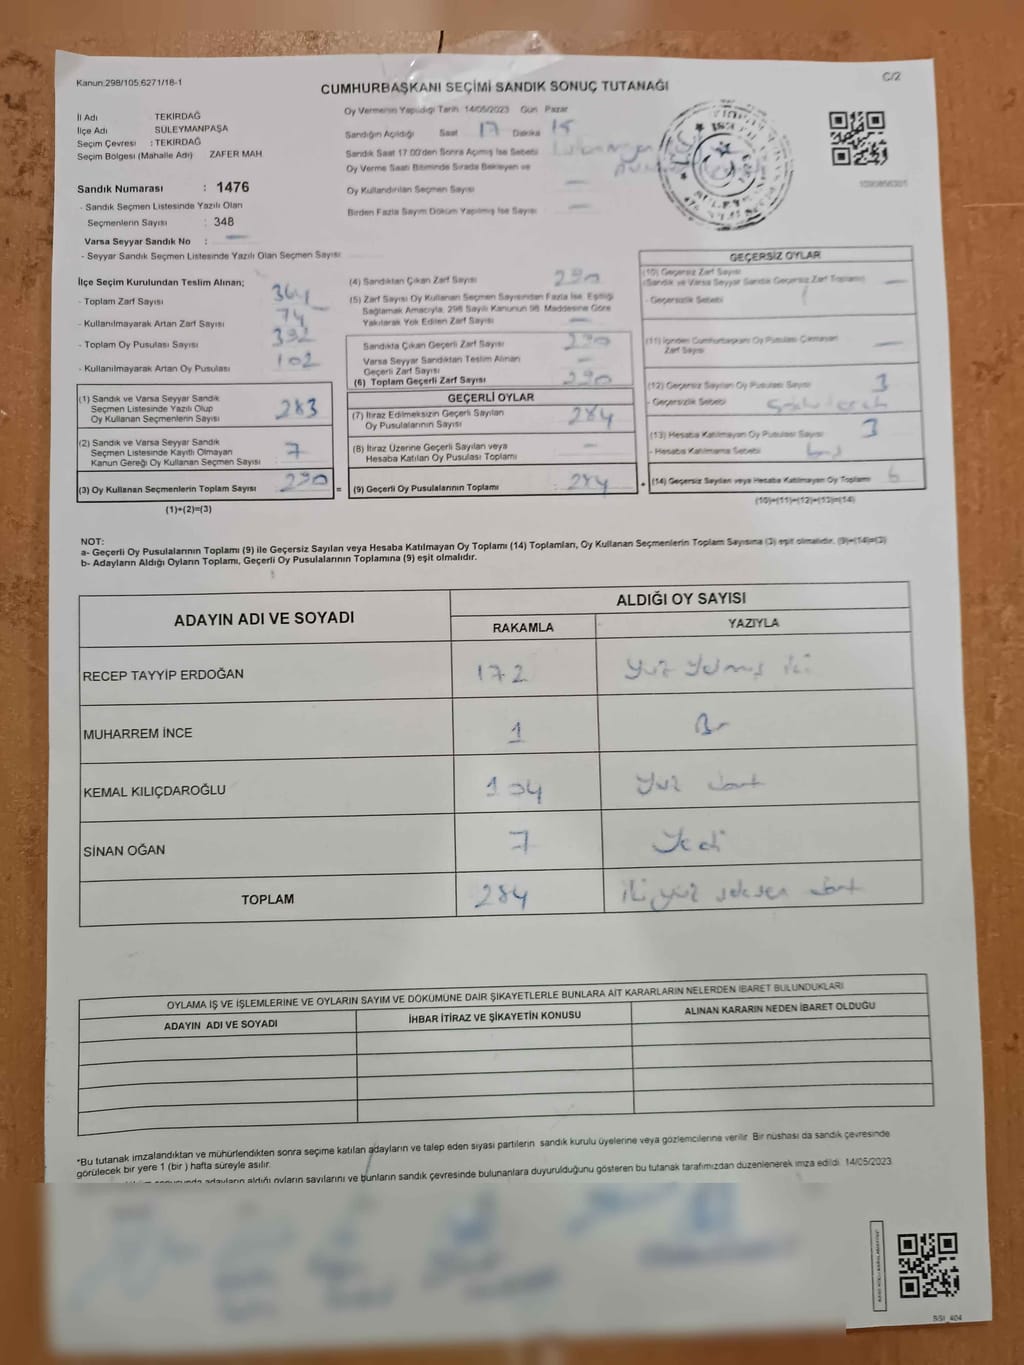 Kanun:298/105,6271/18-1
C/2
CUMHURBAŞKANI SEÇİMİ SANDIK SONUÇ TUTANAĞI
İl Adı TEKİRDAĞ
İlçe Adı SÜLEYMANPAŞA
Seçim Çevresi : TEKİRDAĞ
Seçim Bölgesi (Mahalle Adı) ZAFER MAH
Sandık Numarası : 1476
- Sandık Seçmen Listesinde Yazılı Olan
Seçmenlerin Sayısı : 348
Varsa Seyyar Sandık No : —
- Seyyar Sandık Seçmen Listesinde Yazılı Olan Seçmen Sayısı:
Oy Vermenin Yapıldığı Tarih 14/05/2023 Gün Pazar
Sandığın Açıldığı Saat 17 Dakika 15
Sandık Saat 17.00'den Sonra Açımış İse Sebebi
Oy Verme Saati Bitiminde Sırada Bekleyen ve
Oy Kullandırılan Seçmen Sayısı —
Birden Fazla Sayım Döküm Yapılmış İse Sayısı —
İlçe Seçim Kurulundan Teslim Alınan;
- Toplam Zarf Sayısı 364
- Kullanılmayarak Artan Zarf Sayısı 74
- Toplam Oy Pusulası Sayısı 392
- Kullanılmayarak Artan Oy Pusulası 102
(1) Sandık ve Varsa Seyyar Sandık
Seçmen Listesinde Yazılı Olup
Oy Kullanan Seçmenlerin Sayısı 283
(2) Sandık ve Varsa Seyyar Sandık
Seçmen Listesinde Kayıtlı Olmayan
Kanun Gereği Oy Kullanan Seçmen Sayısı 7
(3) Oy Kullanan Seçmenlerin Toplam Sayısı 290
(1)+(2)=(3)
(4) Sandıktan Çıkan Zarf Sayısı 290
(5) Zarf Sayısı Oy Kullanan Seçmen Sayısından Fazla İse, Eşitliği
Sağlamak Amacıyla, 298 Sayılı Kanunun 98. Maddesine Göre
Yakılarak Yok Edilen Zarf Sayısı —
Sandıkta Çıkan Geçerli Zarf Sayısı 290
Varsa Seyyar Sandıktan Teslim Alınan
Geçerli Zarf Sayısı —
(6) Toplam Geçerli Zarf Sayısı 290
GEÇERLİ OYLAR
(7) İtiraz Edilmeksizin Geçerli Sayılan
Oy Pusulalarının Sayısı 284
(8) İtiraz Üzerine Geçerli Sayılan veya
Hesaba Katılan Oy Pusulası Toplamı —
= (9) Geçerli Oy Pusulalarının Toplamı : 284
GEÇERSİZ OYLAR
(10) Geçersiz Zarf Sayısı
(Sandık ve Varsa Seyyar Sandık Geçersiz Zarf Toplamı) —
- Geçersizlik Sebebi
(11) İçinden Cumhurbaşkanı Oy Pusulası Çıkmayan
Zarf Sayısı —
(12) Geçersiz Sayılan Oy Pusulası Sayısı 3
- Geçersizlik Sebebi
(13) Hesaba Katılmayan Oy Pusulası Sayısı 3
- Hesaba Katılmama Sebebi
+ (14) Geçersiz Sayılan veya Hesaba Katılmayan Oy Toplamı 6
(10)+(11)+(12)+(13)=(14)
NOT:
a- Geçerli Oy Pusulalarının Toplamı (9) ile Geçersiz Sayılan veya Hesaba Katılmayan Oy Toplamı (14) Toplamları, Oy Kullanan Seçmenlerin Toplam Sayısına (3) eşit olmalıdır. (9)+(14)=(3)
b- Adayların Aldığı Oyların Toplamı, Geçerli Oy Pusulalarının Toplamına (9) eşit olmalıdır.
ADAYIN ADI VE SOYADI
ALDIĞI OY SAYISI
RAKAMLA YAZIYLA
RECEP TAYYİP ERDOĞAN 172 Yüz Yetmiş iki
MUHARREM İNCE 1 Bir
KEMAL KILIÇDAROĞLU 104 Yüz dört
SİNAN OĞAN 7 Yedi
TOPLAM 284 iki yüz seksen dört
OYLAMA İŞ VE İŞLEMLERİNE VE OYLARIN SAYIM VE DÖKÜMÜNE DAİR ŞİKAYETLERLE BUNLARA AİT KARARLARIN NELERDEN İBARET BULUNDUKLARI
ADAYIN ADI VE SOYADI İHBAR İTİRAZ VE ŞİKAYETİN KONUSU ALINAN KARARIN NEDEN İBARET OLDUĞU
*Bu tutanak imzalandıktan ve mühürlendikten sonra seçime katılan adayların ve talep eden siyasi partilerin sandık kurulu üyelerine veya gözlemcilerine verilir. Bir nüshası da sandık çevresinde
görülecek bir yere 1 (bir) hafta süreyle asılır.
sonucunda adayların aldığı oyların sayılarını ve bunların sandık çevresinde bulunanlara duyurulduğunu gösteren bu tutanak tarafımızdan düzenlenerek imza edildi. 14/05/2023
SSI_404